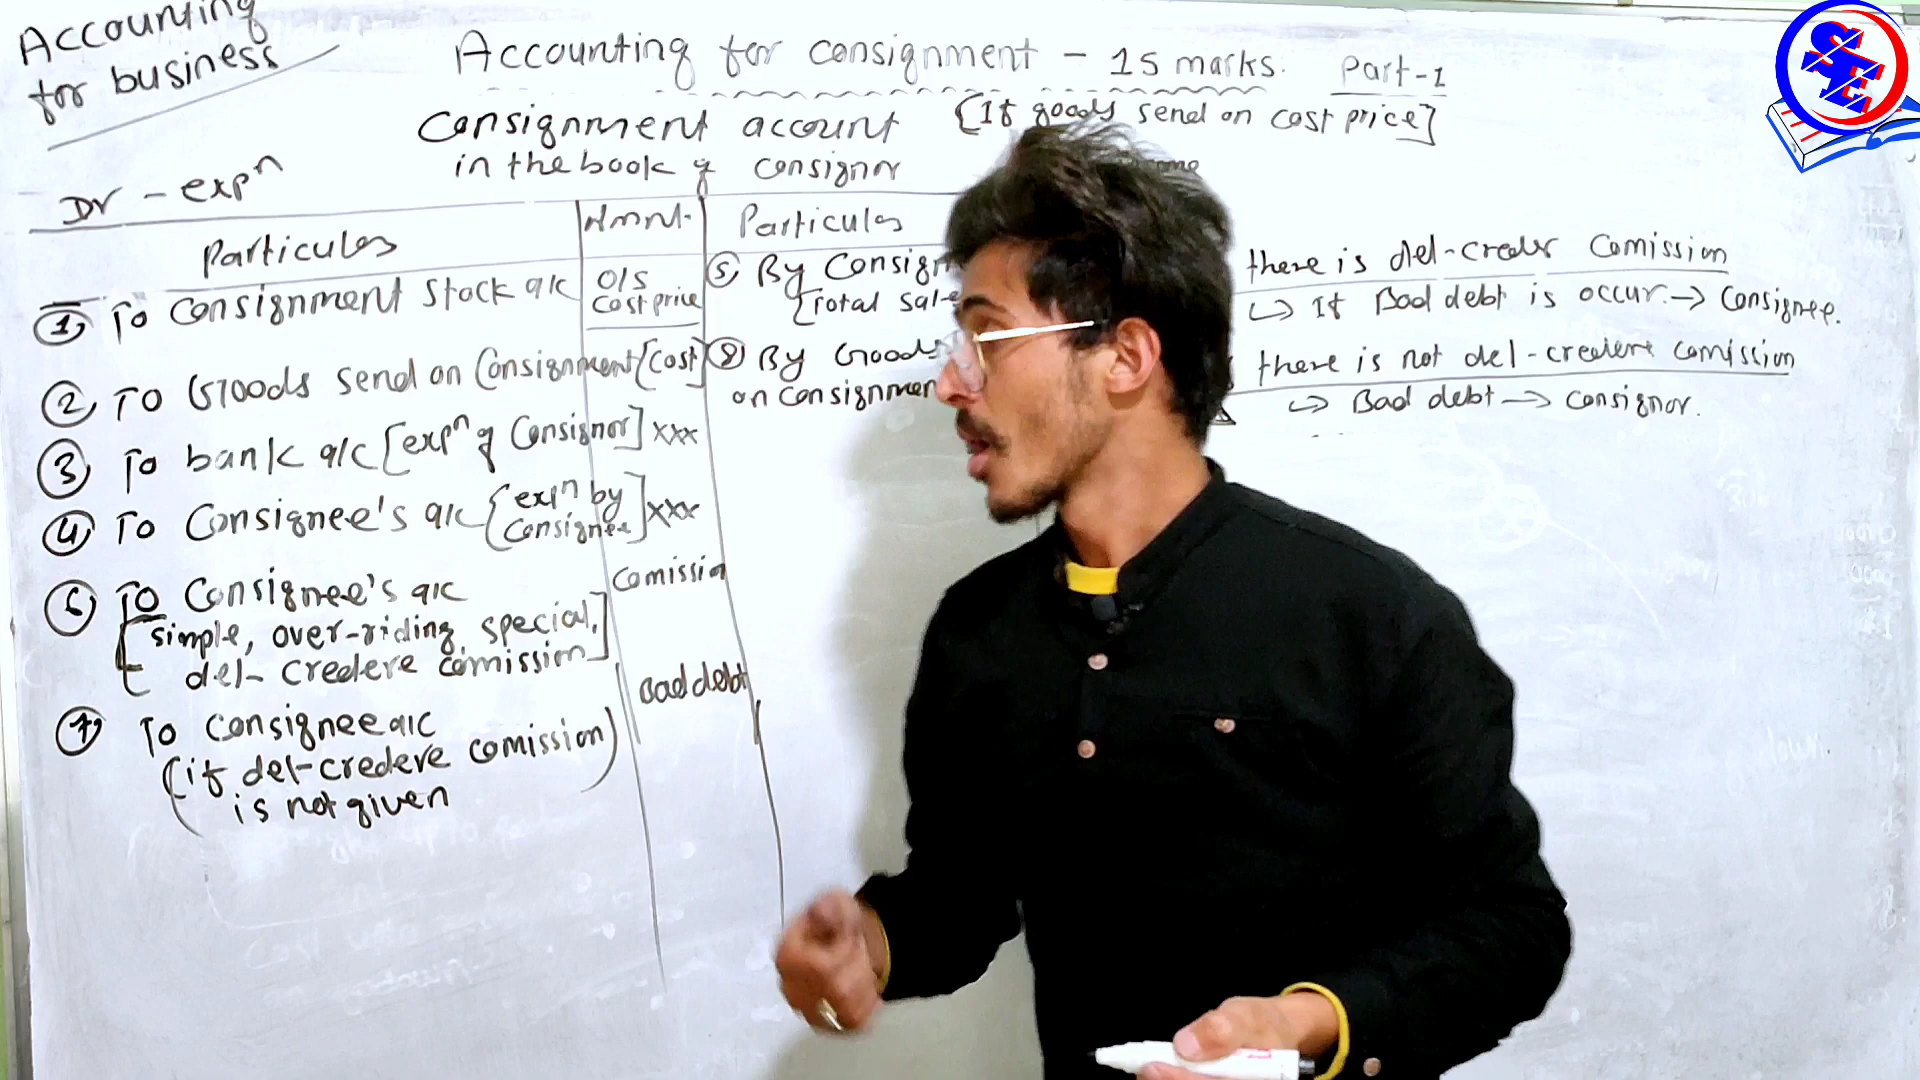 Accounting
for business
Accounting for consignment - 15 marks. Part-1
Consignment account [If goods send on cost price]
in the book of consignor
Dr - expn
Particules Amnt. Particules
① To Consignment Stock a/c O/S cost price
② To Goods send on Consignment [cost]
③ To bank a/c [expn of Consignor] xxx
④ To Consignee's a/c [expn by Consignee] xxx
⑥ To Consignee's a/c Comission
[simple, over-riding, special,
del-credere comission]
⑦ To Consignee a/c Bad debt
(if del-credere comission)
is not given
⑤ By Consign
[Total Sale
⑧ By Goods
on Consignmen
there is del-creder Comission
↳ If Bad debt is occur. → Consignee.
there is not del-credere comission
↳ Bad debt → consignor.
SFE